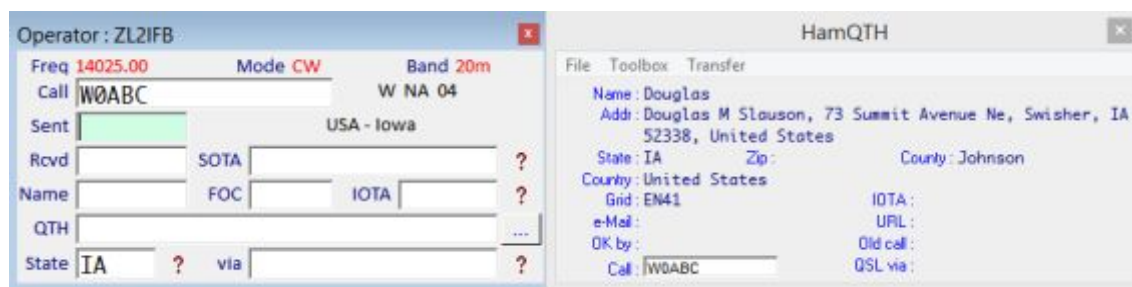 Operator : ZL2IFB
Freq 14025.00 Mode CW Band 20m
Call WØABC W NA 04
Sent USA - Iowa
Rcvd SOTA ?
Name FOC IOTA ?
QTH ...
State IA ? via ?
HamQTH
File Toolbox Transfer
Name : Douglas
Addr : Douglas M Slauson, 73 Summit Avenue Ne, Swisher, IA
52338, United States
State : IA Zip : County : Johnson
Country : United States
Grid : EN41 IOTA :
e-Mail : URL :
OK by : Old call :
Call : WØABC QSL via :